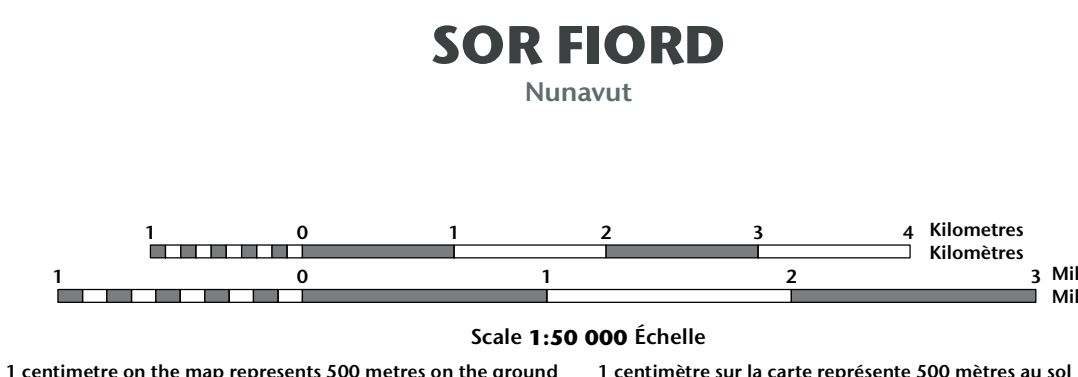 SOR FIORD
Nunavut
1 0 1 2 3 4 Kilometres
Kilomètres
1 0 1 2 3 Mil
Mil
Scale 1:50 000 Échelle
1 centimetre on the map represents 500 metres on the ground 1 centimètre sur la carte représente 500 mètres au sol